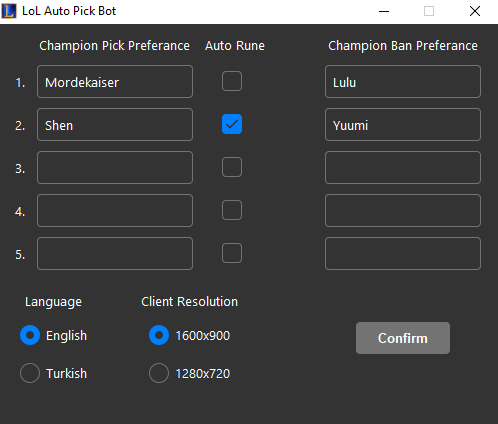 LoL Auto Pick Bot
Champion Pick Preferance Auto Rune Champion Ban Preferance
1. Mordekaiser Lulu
2. Shen Yuumi
3.
4.
5.
Language Client Resolution
English 1600x900
Confirm
Turkish 1280x720